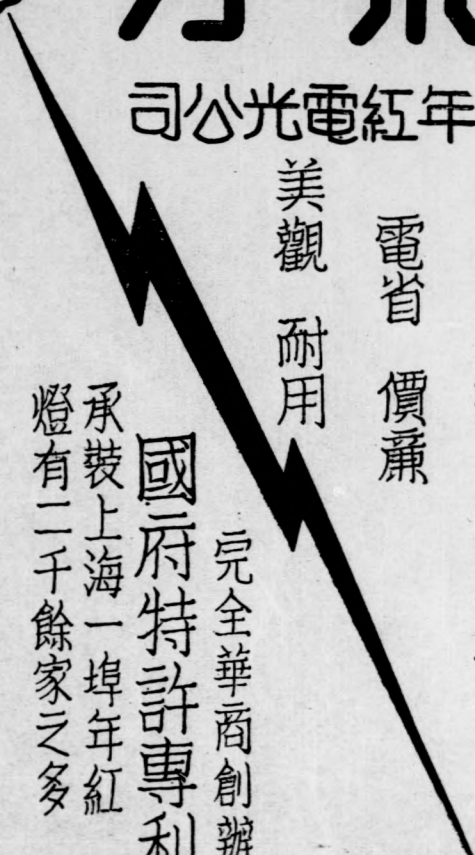 年紅電光公司
電省 價廉
美觀 耐用
完全華商創辦
國府特許專利
承裝上海一埠年紅
燈有二千餘家之多